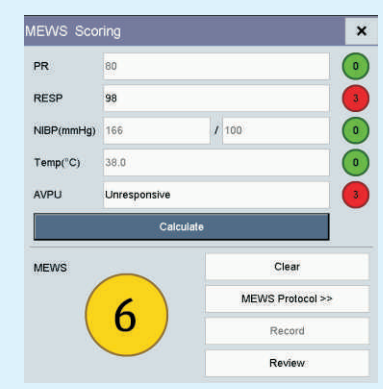 MEWS Scoring ×
PR 80 0
RESP 98 3
NIBP(mmHg) 166 / 100 0
Temp(°C) 38.0 0
AVPU Unresponsive 3
Calculate
MEWS
6
Clear
MEWS Protocol >>
Record
Review